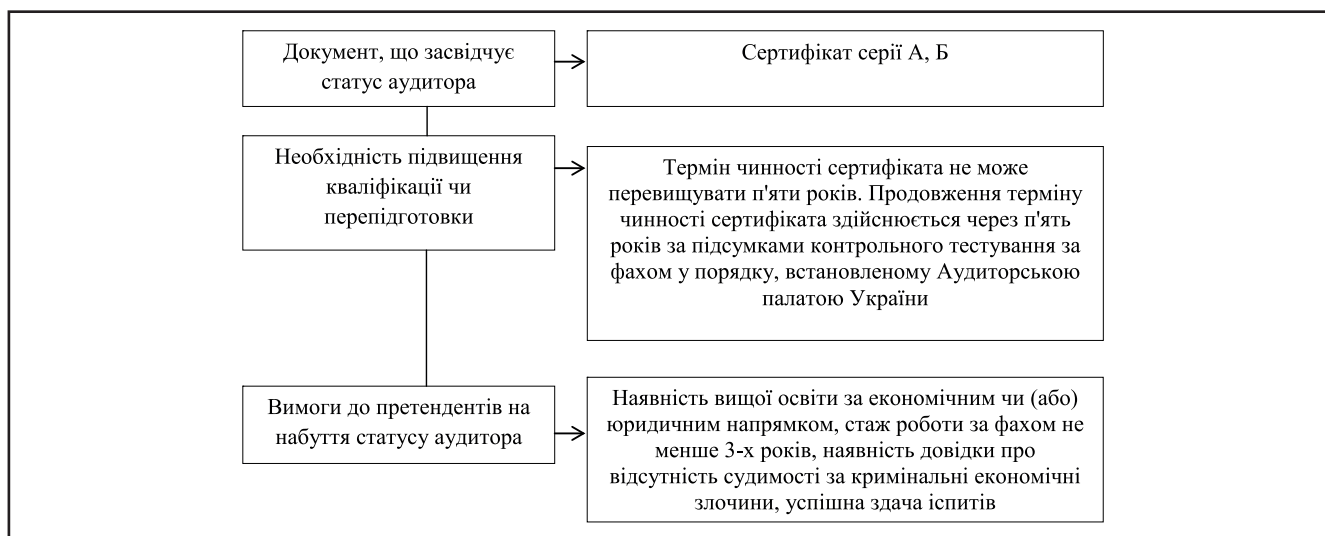 Документ, що засвідчує
статус аудитора
Сертифікат серії А, Б
Необхідність підвищення
кваліфікації чи
перепідготовки
Термін чинності сертифіката не може
перевищувати п'яти років. Продовження терміну
чинності сертифіката здійснюється через п'ять
років за підсумками контрольного тестування за
фахом у порядку, встановленому Аудиторською
палатою України
Вимоги до претендентів на
набуття статусу аудитора
Наявність вищої освіти за економічним чи (або)
юридичним напрямком, стаж роботи за фахом не
менше 3-х років, наявність довідки про
відсутність судимості за кримінальні економічні
злочини, успішна здача іспитів